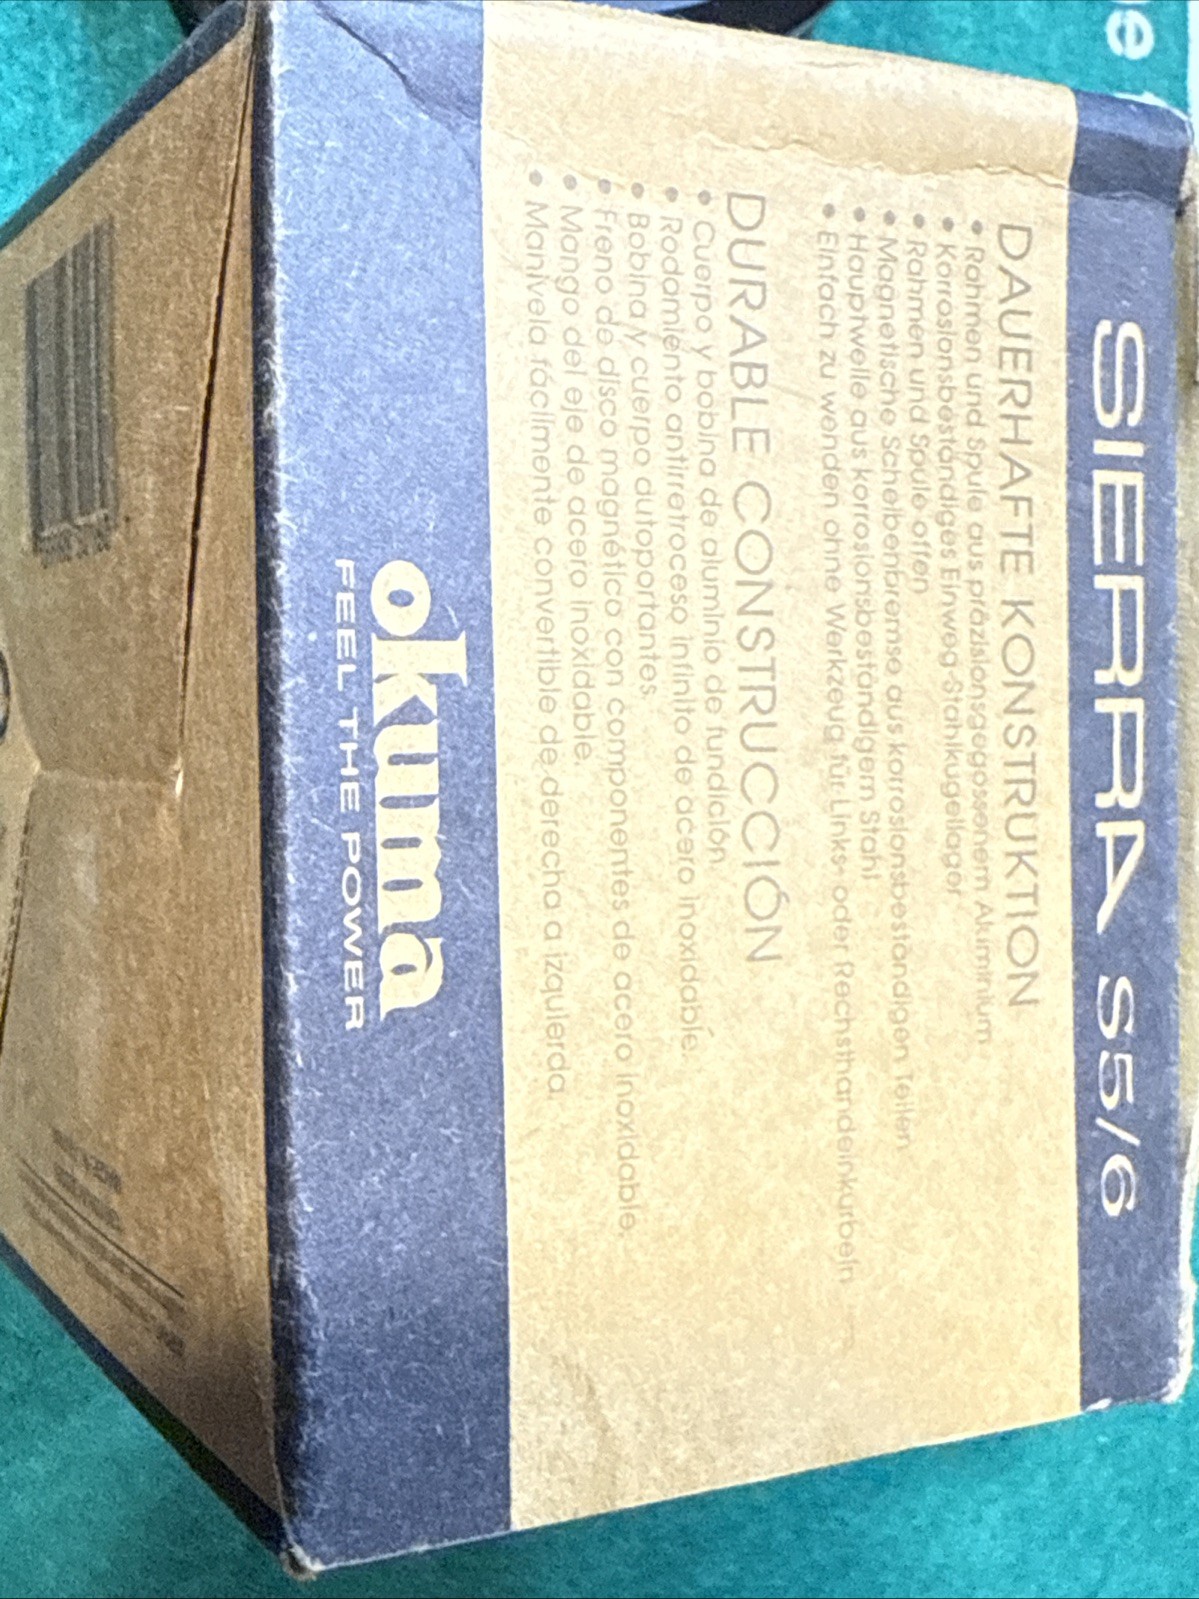 SIERRA S5/6
DAUERHAFTE KONSTRUKTION
• Rahmen und Spule aus präzisionsgegossenem Aluminium
• Korrosionsbeständiges Einweg-Stahlkugellager
• Rahmen und Spule offen
• Magnetische Scheibenbremse aus korrosionsbeständigen Teilen
• Hauptwelle aus korrosionsbeständigem Stahl
• Einfach zu wenden ohne Werkzeug für Links- oder Rechsthandeinkurbeln
DURABLE CONSTRUCCIÓN
• Cuerpo y bobina de aluminio de fundición.
• Rodamiento antirretroceso infinito de acero inoxidable.
• Bobina y cuerpo autoportantes.
• Freno de disco magnético con componentes de acero inoxidable.
• Mango del eje de acero inoxidable.
• Manivela fácilmente convertible de derecha a izquierda.
okuma
FEEL THE POWER